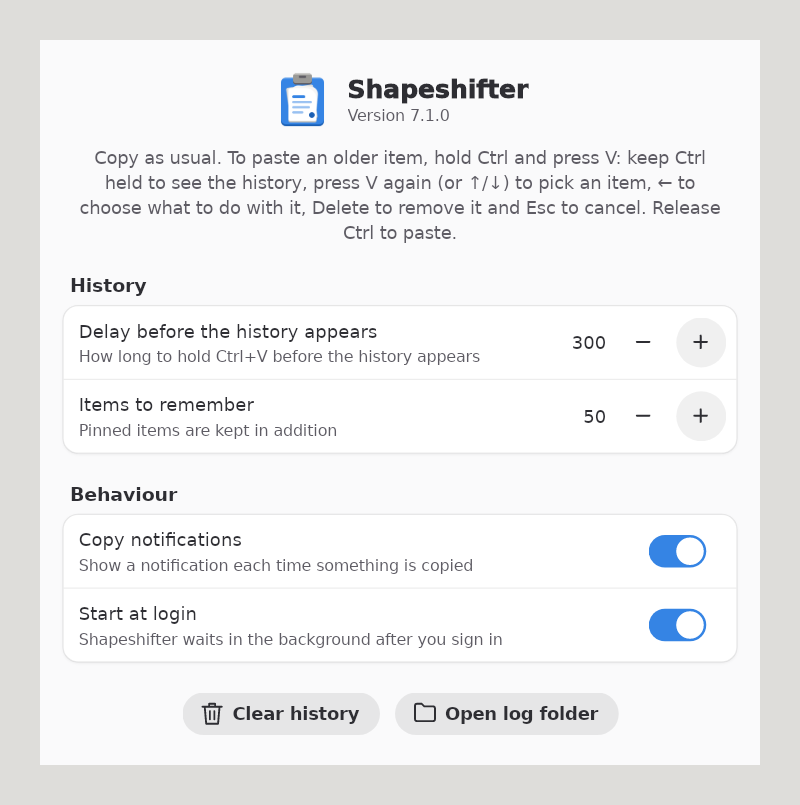 Shapeshifter
Version 7.1.0
Copy as usual. To paste an older item, hold Ctrl and press V: keep Ctrl
held to see the history, press V again (or ↑/↓) to pick an item, ← to
choose what to do with it, Delete to remove it and Esc to cancel. Release
Ctrl to paste.
History
Delay before the history appears
How long to hold Ctrl+V before the history appears
300 − +
Items to remember
Pinned items are kept in addition
50 − +
Behaviour
Copy notifications
Show a notification each time something is copied
Start at login
Shapeshifter waits in the background after you sign in
Clear history
Open log folder